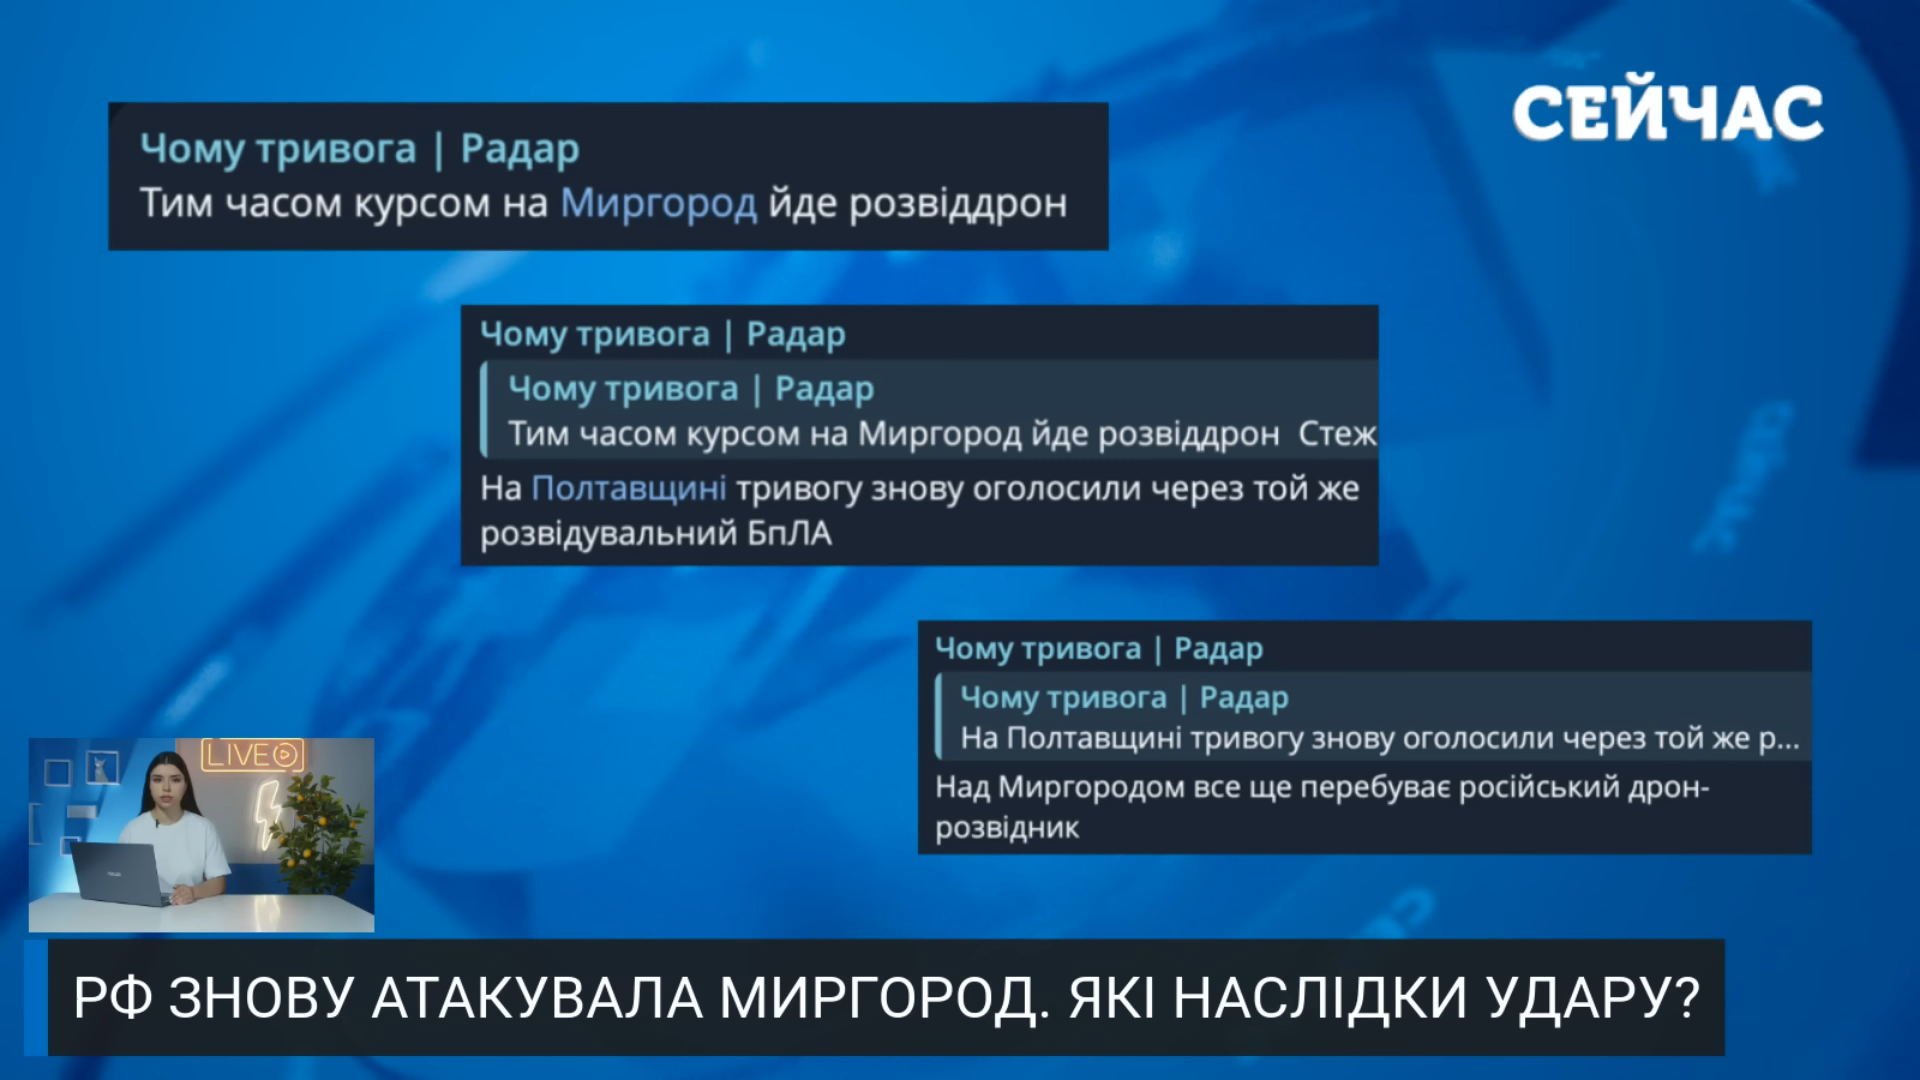 СЕЙЧАС
Чому тривога | Радар
Тим часом курсом на Миргород йде розвіддрон
Чому тривога | Радар
Чому тривога | Радар
Тим часом курсом на Миргород йде розвіддрон Стеж
На Полтавщині тривогу знову оголосили через той же
розвідувальний БпЛА
Чому тривога | Радар
Чому тривога | Радар
На Полтавщині тривогу знову оголосили через той же р...
Над Миргородом все ще перебуває російський дрон-
розвідник
LIVE
РФ ЗНОВУ АТАКУВАЛА МИРГОРОД. ЯКІ НАСЛІДКИ УДАРУ?